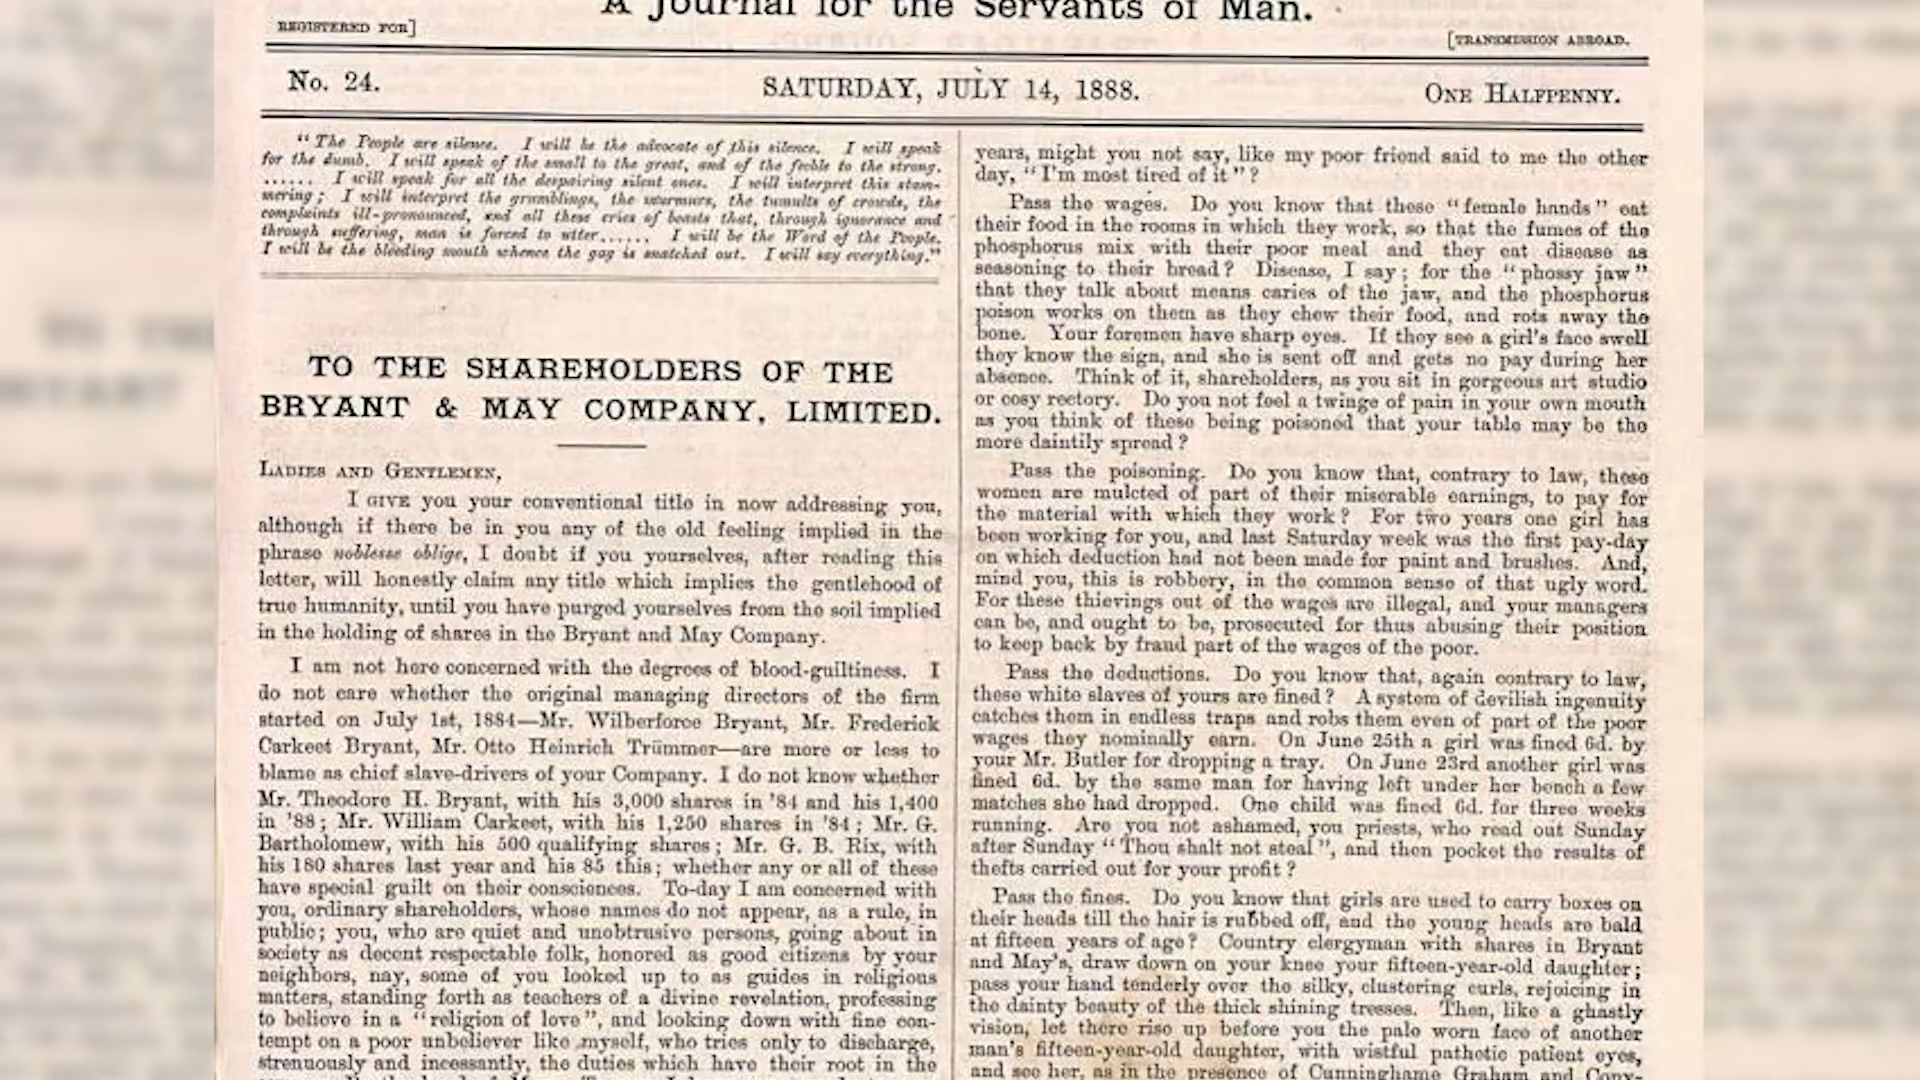 A Journal for the Servants of Man.
REGISTERED FOR]
[TRANSMISSION ABROAD.
No. 24.
SATURDAY, JULY 14, 1888.
ONE HALFPENNY.
"The People are silence. I will be the advocate of this silence. I will speak
for the dumb. I will speak of the small to the great, and of the feeble to the strong.
...... I will speak for all the despairing silent ones. I will interpret this stam-
mering; I will interpret the grumblings, the murmurs, the tumults of crowds, the
complaints ill-pronounced, and all these cries of beasts that, through ignorance and
through suffering, man is forced to utter...... I will be the Word of the People.
I will be the bleeding mouth whence the gag is snatched out. I will say everything."
TO THE SHAREHOLDERS OF THE
BRYANT & MAY COMPANY, LIMITED.
LADIES AND GENTLEMEN,
I GIVE you your conventional title in now addressing you,
although if there be in you any of the old feeling implied in the
phrase noblesse oblige, I doubt if you yourselves, after reading this
letter, will honestly claim any title which implies the gentlehood of
true humanity, until you have purged yourselves from the soil implied
in the holding of shares in the Bryant and May Company.
I am not here concerned with the degrees of blood-guiltiness. I
do not care whether the original managing directors of the firm
started on July 1st, 1884—Mr. Wilberforce Bryant, Mr. Frederick
Carkeet Bryant, Mr. Otto Heinrich Trümmer—are more or less to
blame as chief slave-drivers of your Company. I do not know whether
Mr. Theodore H. Bryant, with his 3,000 shares in '84 and his 1,400
in '88; Mr. William Carkeet, with his 1,250 shares in '84; Mr. G.
Bartholomew, with his 500 qualifying shares; Mr. G. B. Rix, with
his 180 shares last year and his 85 this; whether any or all of these
have special guilt on their consciences. To-day I am concerned with
you, ordinary shareholders, whose names do not appear, as a rule, in
public; you, who are quiet and unobtrusive persons, going about in
society as decent respectable folk, honored as good citizens by your
neighbors, nay, some of you looked up to as guides in religious
matters, standing forth as teachers of a divine revelation, professing
to believe in a "religion of love", and looking down with fine con-
tempt on a poor unbeliever like myself, who tries only to discharge,
strenuously and incessantly, the duties which have their root in the
years, might you not say, like my poor friend said to me the other
day, "I'm most tired of it"?
Pass the wages. Do you know that these "female hands" eat
their food in the rooms in which they work, so that the fumes of the
phosphorus mix with their poor meal and they eat disease as
seasoning to their bread? Disease, I say; for the "phossy jaw"
that they talk about means caries of the jaw, and the phosphorus
poison works on them as they chew their food, and rots away the
bone. Your foremen have sharp eyes. If they see a girl's face swell
they know the sign, and she is sent off and gets no pay during her
absence. Think of it, shareholders, as you sit in gorgeous art studio
or cosy rectory. Do you not feel a twinge of pain in your own mouth
as you think of these being poisoned that your table may be the
more daintily spread?
Pass the poisoning. Do you know that, contrary to law, these
women are mulcted of part of their miserable earnings, to pay for
the material with which they work? For two years one girl has
been working for you, and last Saturday week was the first pay-day
on which deduction had not been made for paint and brushes. And,
mind you, this is robbery, in the common sense of that ugly word.
For these thievings out of the wages are illegal, and your managers
can be, and ought to be, prosecuted for thus abusing their position
to keep back by fraud part of the wages of the poor.
Pass the deductions. Do you know that, again contrary to law,
these white slaves of yours are fined? A system of devilish ingenuity
catches them in endless traps and robs them even of part of the poor
wages they nominally earn. On June 25th a girl was fined 6d. by
your Mr. Butler for dropping a tray. On June 23rd another girl was
fined 6d. by the same man for having left under her bench a few
matches she had dropped. One child was fined 6d. for three weeks
running. Are you not ashamed, you priests, who read out Sunday
after Sunday "Thou shalt not steal", and then pocket the results of
thefts carried out for your profit?
Pass the fines. Do you know that girls are used to carry boxes on
their heads till the hair is rubbed off, and the young heads are bald
at fifteen years of age? Country clergyman with shares in Bryant
and May's, draw down on your knee your fifteen-year-old daughter;
pass your hand tenderly over the silky, clustering curls, rejoicing in
the dainty beauty of the thick shining tresses. Then, like a ghastly
vision, let there rise up before you the pale worn face of another
man's fifteen-year-old daughter, with wistful pathetic patient eyes,
and see her, as in the presence of Cunninghame Graham and Cony-